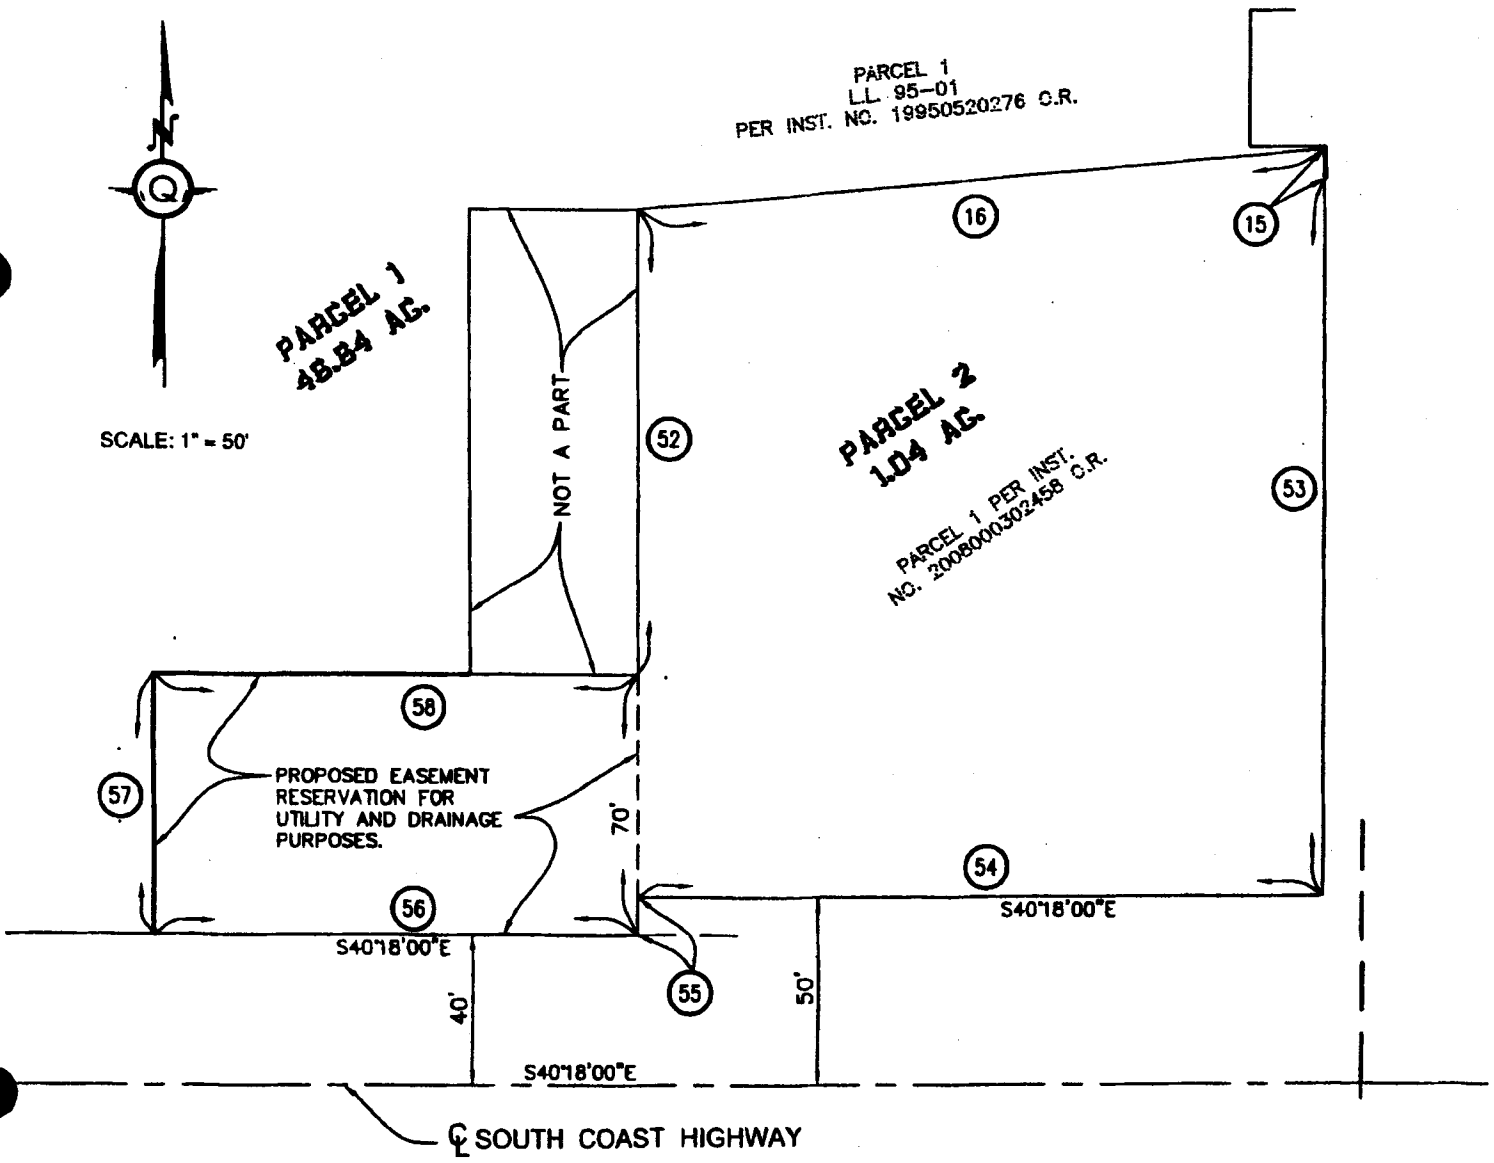 PARCEL 1
L.L. 95-01
PER INST. NO. 19950520276 O.R.
N
Q
16
15
PARCEL 1
48.84 AC.
SCALE: 1" = 50'
NOT A PART
52
PARCEL 2
1.04 AC.
PARCEL 1 PER INST.
NO. 2008000302458 O.R.
53
58
57
PROPOSED EASEMENT
RESERVATION FOR
UTILITY AND DRAINAGE
PURPOSES.
70'
54
S40°18'00"E
56
S40°18'00"E
55
40'
50'
S40°18'00"E
℄ SOUTH COAST HIGHWAY